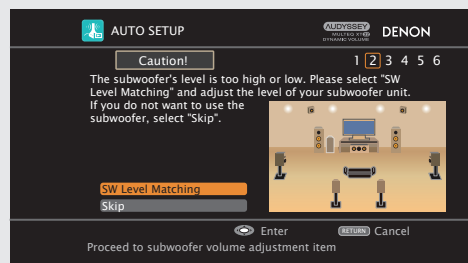 AUTO SETUP
AUDYSSEY
MULTEQ XT32
DYNAMIC VOLUME
DENON
Caution!
1 2 3 4 5 6
The subwoofer's level is too high or low. Please select "SW
Level Matching" and adjust the level of your subwoofer unit.
If you do not want to use the
subwoofer, select "Skip".
SW Level Matching
Skip
Enter
RETURN Cancel
Proceed to subwoofer volume adjustment item